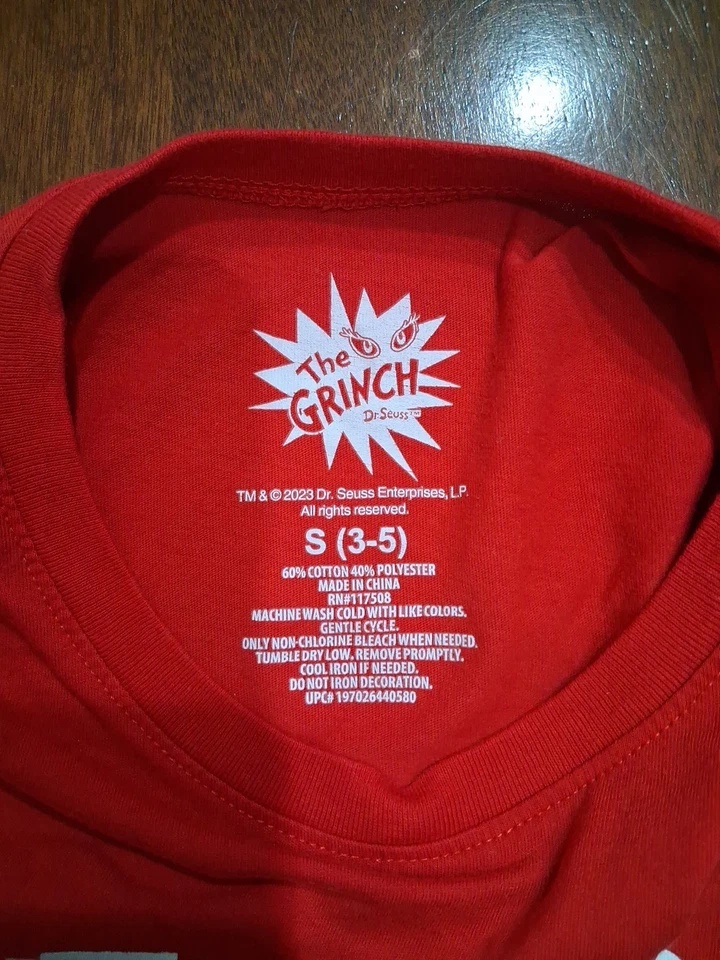 The
GRINCH
Dr. Seuss™
TM & © 2023 Dr. Seuss Enterprises, L.P.
All rights reserved.
S (3-5)
60% COTTON 40% POLYESTER
MADE IN CHINA
RN#117508
MACHINE WASH COLD WITH LIKE COLORS.
GENTLE CYCLE.
ONLY NON-CHLORINE BLEACH WHEN NEEDED.
TUMBLE DRY LOW. REMOVE PROMPTLY.
COOL IRON IF NEEDED.
DO NOT IRON DECORATION.
UPC# 197026440580